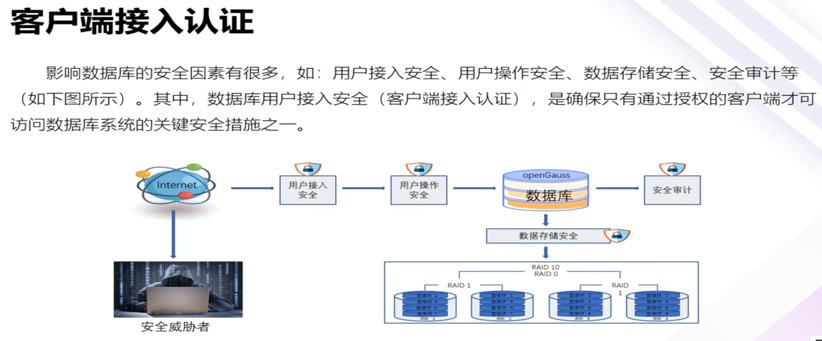 客户端接入认证
影响数据库的安全因素有很多，如：用户接入安全、用户操作安全、数据存储安全、安全审计等
（如下图所示）。其中，数据库用户接入安全（客户端接入认证），是确保只有通过授权的客户端才可
访问数据库系统的关键安全措施之一。
Internet
用户接入
安全
用户操作
安全
openGauss
数据库
安全审计
数据存储安全
安全威胁者
RAID 10
RAID 0
RAID 1
RAID
1